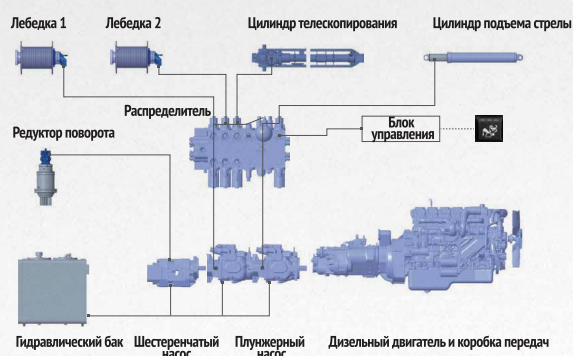 Лебедка 1
Лебедка 2
Цилиндр телескопирования
Цилиндр подъема стрелы
Распределитель
Блок
управления
Редуктор поворота
Гидравлический бак
Шестеренчатый
насос
Плунжерный
насос
Дизельный двигатель и коробка передач